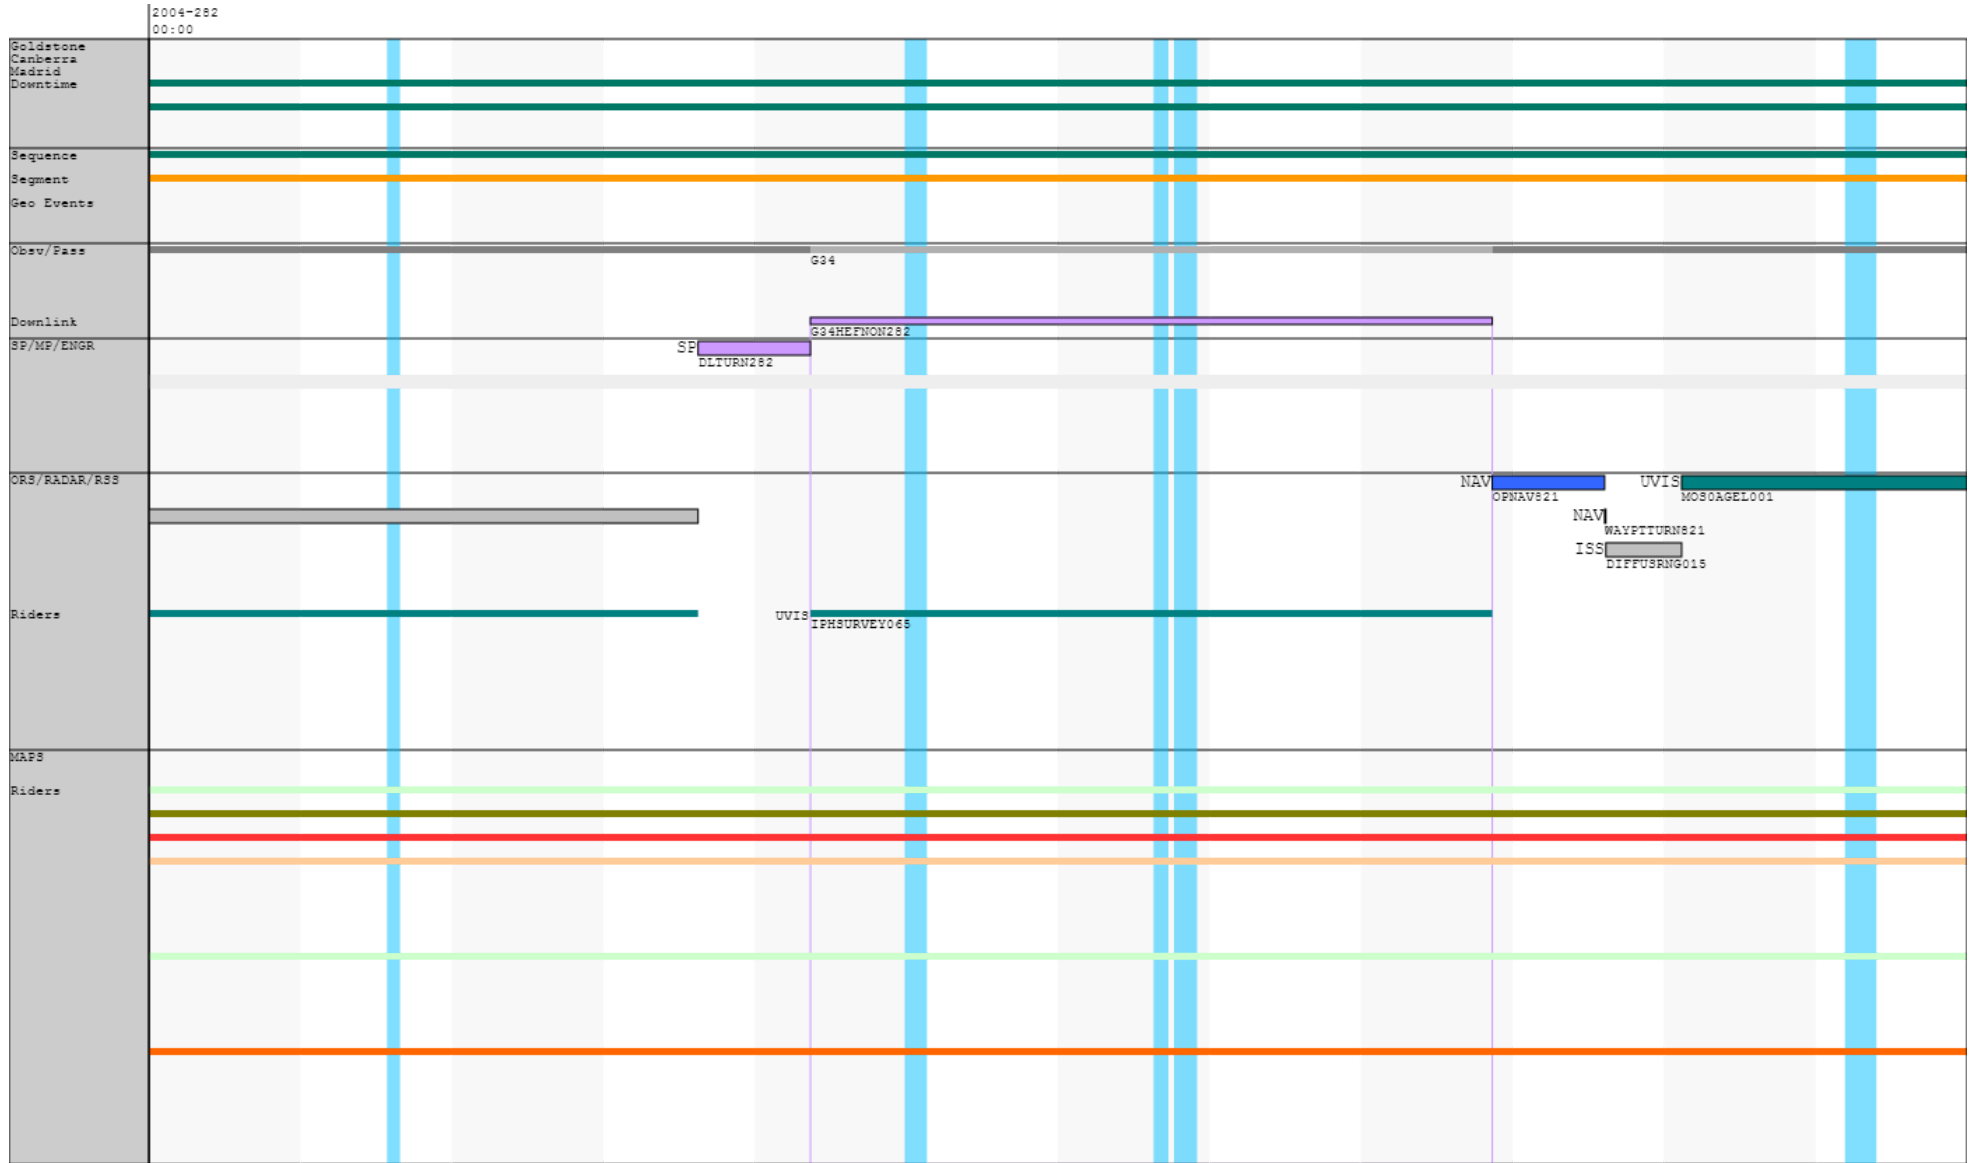 2004-282
00:00
Goldstone
Canberra
Madrid
Downtime
Sequence
Segment
Geo Events
Obsv/Pass
G34
Downlink
G34HEFNON282
SP/MP/ENGR
SP
DLTURN282
ORS/RADAR/RSS
NAV
OPNAV821
UVIS
MOS0AGEL001
NAV
WAYPTTURN821
ISS
DIFFUSRNG015
Riders
UVIS
IPHSURVEY065
MAPS
Riders